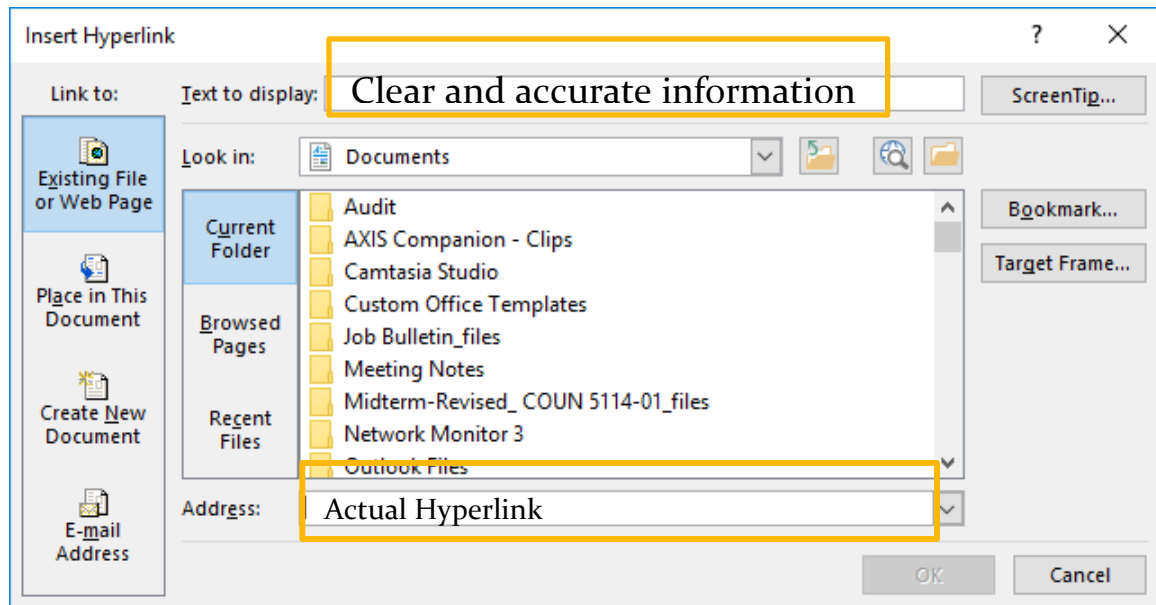 Insert Hyperlink
?
Link to:
Text to display:
Clear and accurate information
ScreenTip...
Existing File
or Web Page
Place in This
Document
Create New
Document
E-mail
Address
Look in:
Documents
Current
Folder
Browsed
Pages
Recent
Files
Audit
AXIS Companion - Clips
Camtasia Studio
Custom Office Templates
Job Bulletin_files
Meeting Notes
Midterm-Revised_ COUN 5114-01_files
Network Monitor 3
Outlook Files
Bookmark...
Target Frame...
Address:
Actual Hyperlink
OK
Cancel